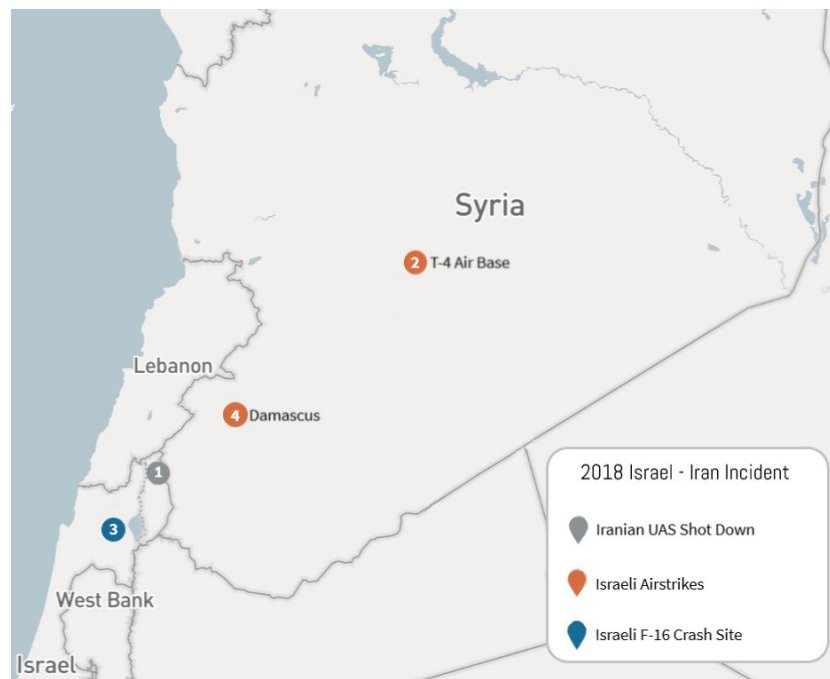 Syria
2 T-4 Air Base
Lebanon
4 Damascus
1
3
West Bank
Israel
2018 Israel - Iran Incident
Iranian UAS Shot Down
Israeli Airstrikes
Israeli F-16 Crash Site